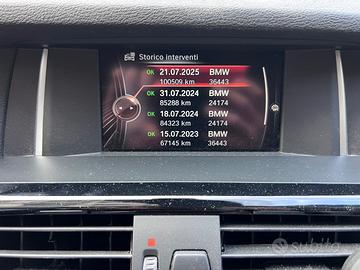 Storico interventi
OK 21.07.2025 BMW
100509 km 36443
OK 31.07.2024 BMW
85288 km 24174
OK 18.07.2024 BMW
84323 km 24174
OK 15.07.2023 BMW
67145 km 36443
subito